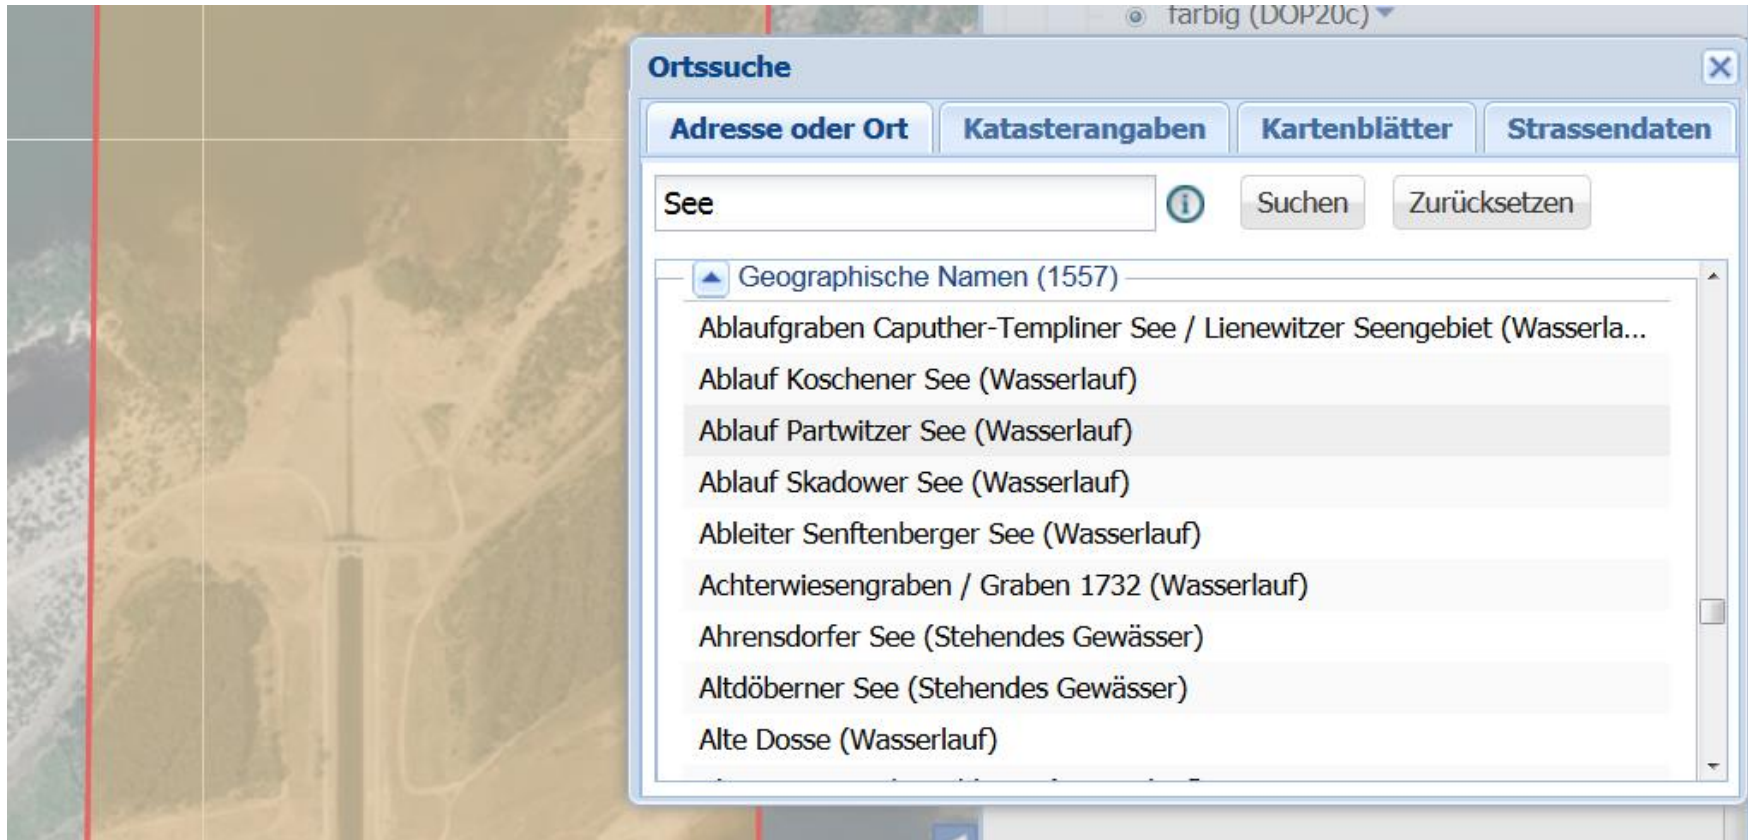 farbig (DOP20c)
Ortssuche
Adresse oder Ort Katasterangaben Kartenblätter Strassendaten
See Suchen Zurücksetzen
Geographische Namen (1557)
Ablaufgraben Caputher-Templiner See / Lienewitzer Seengebiet (Wasserla...
Ablauf Koschener See (Wasserlauf)
Ablauf Partwitzer See (Wasserlauf)
Ablauf Skadower See (Wasserlauf)
Ableiter Senftenberger See (Wasserlauf)
Achterwiesengraben / Graben 1732 (Wasserlauf)
Ahrensdorfer See (Stehendes Gewässer)
Altdöberner See (Stehendes Gewässer)
Alte Dosse (Wasserlauf)